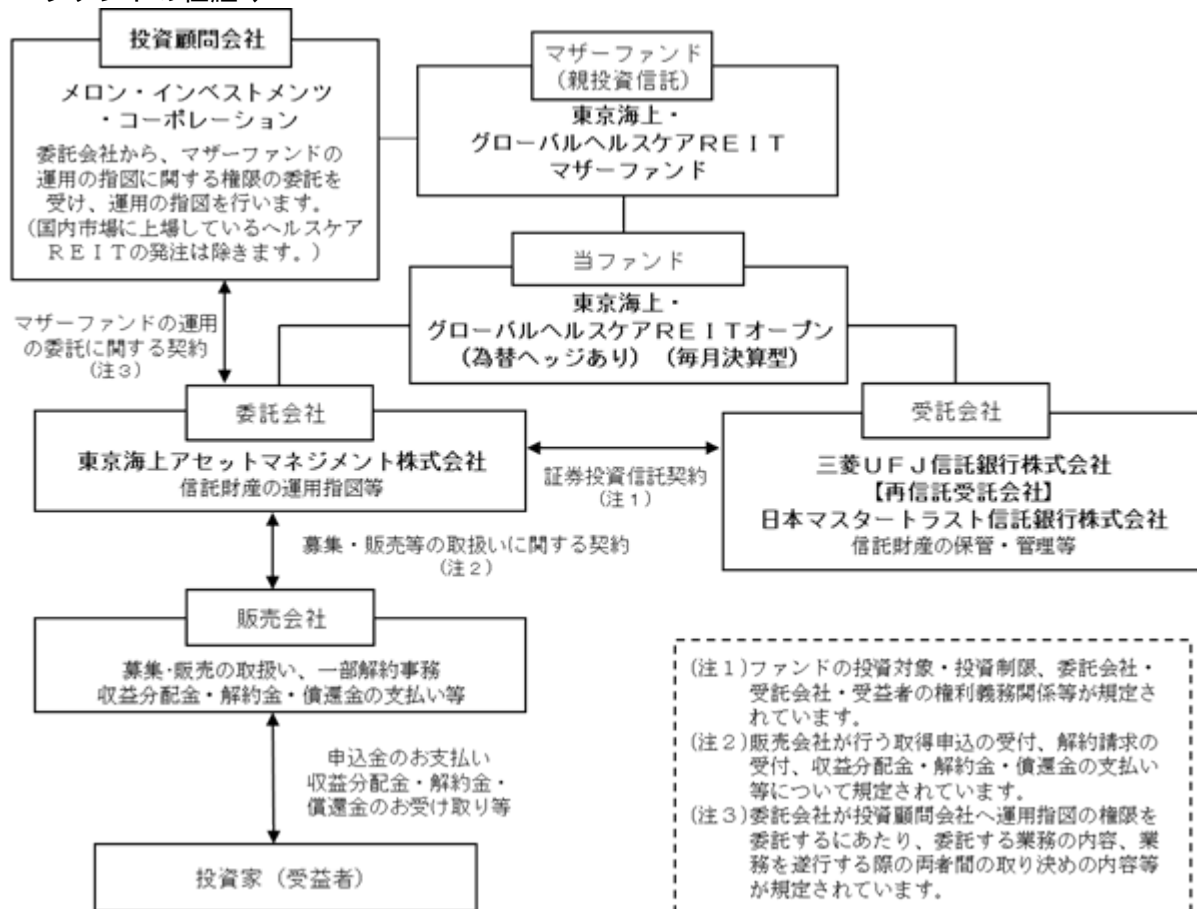 投資顧問会社
メロン・インベストメンツ
・コーポレーション
委託会社から、マザーファンドの
運用の指図に関する権限の委託を
受け、運用の指図を行います。
(国内市場に上場しているヘルスケア
ＲＥＩＴの発注は除きます。)
マザーファンド
(親投資信託)
東京海上・
グローバルヘルスケアＲＥＩＴ
マザーファンド
当ファンド
東京海上・
グローバルヘルスケアＲＥＩＴオープン
(為替ヘッジあり)(毎月決算型)
マザーファンドの運用
の委託に関する契約
(注３)
委託会社
東京海上アセットマネジメント株式会社
信託財産の運用指図等
証券投資信託契約
(注１)
受託会社
三菱ＵＦＪ信託銀行株式会社
【再信託受託会社】
日本マスタートラスト信託銀行株式会社
信託財産の保管・管理等
募集・販売等の取扱いに関する契約
(注２)
販売会社
募集・販売の取扱い、一部解約事務
収益分配金・解約金・償還金の支払い等
申込金のお支払い
収益分配金・解約金・
償還金のお受け取り等
投資家(受益者)
(注１)ファンドの投資対象・投資制限、委託会社・
受託会社・受益者の権利義務関係等が規定さ
れています。
(注２)販売会社が行う取得申込の受付、解約請求の
受付、収益分配金・解約金・償還金の支払い
等について規定されています。
(注３)委託会社が投資顧問会社へ運用指図の権限を
委託するにあたり、委託する業務の内容、業
務を遂行する際の両者間の取り決めの内容等
が規定されています。